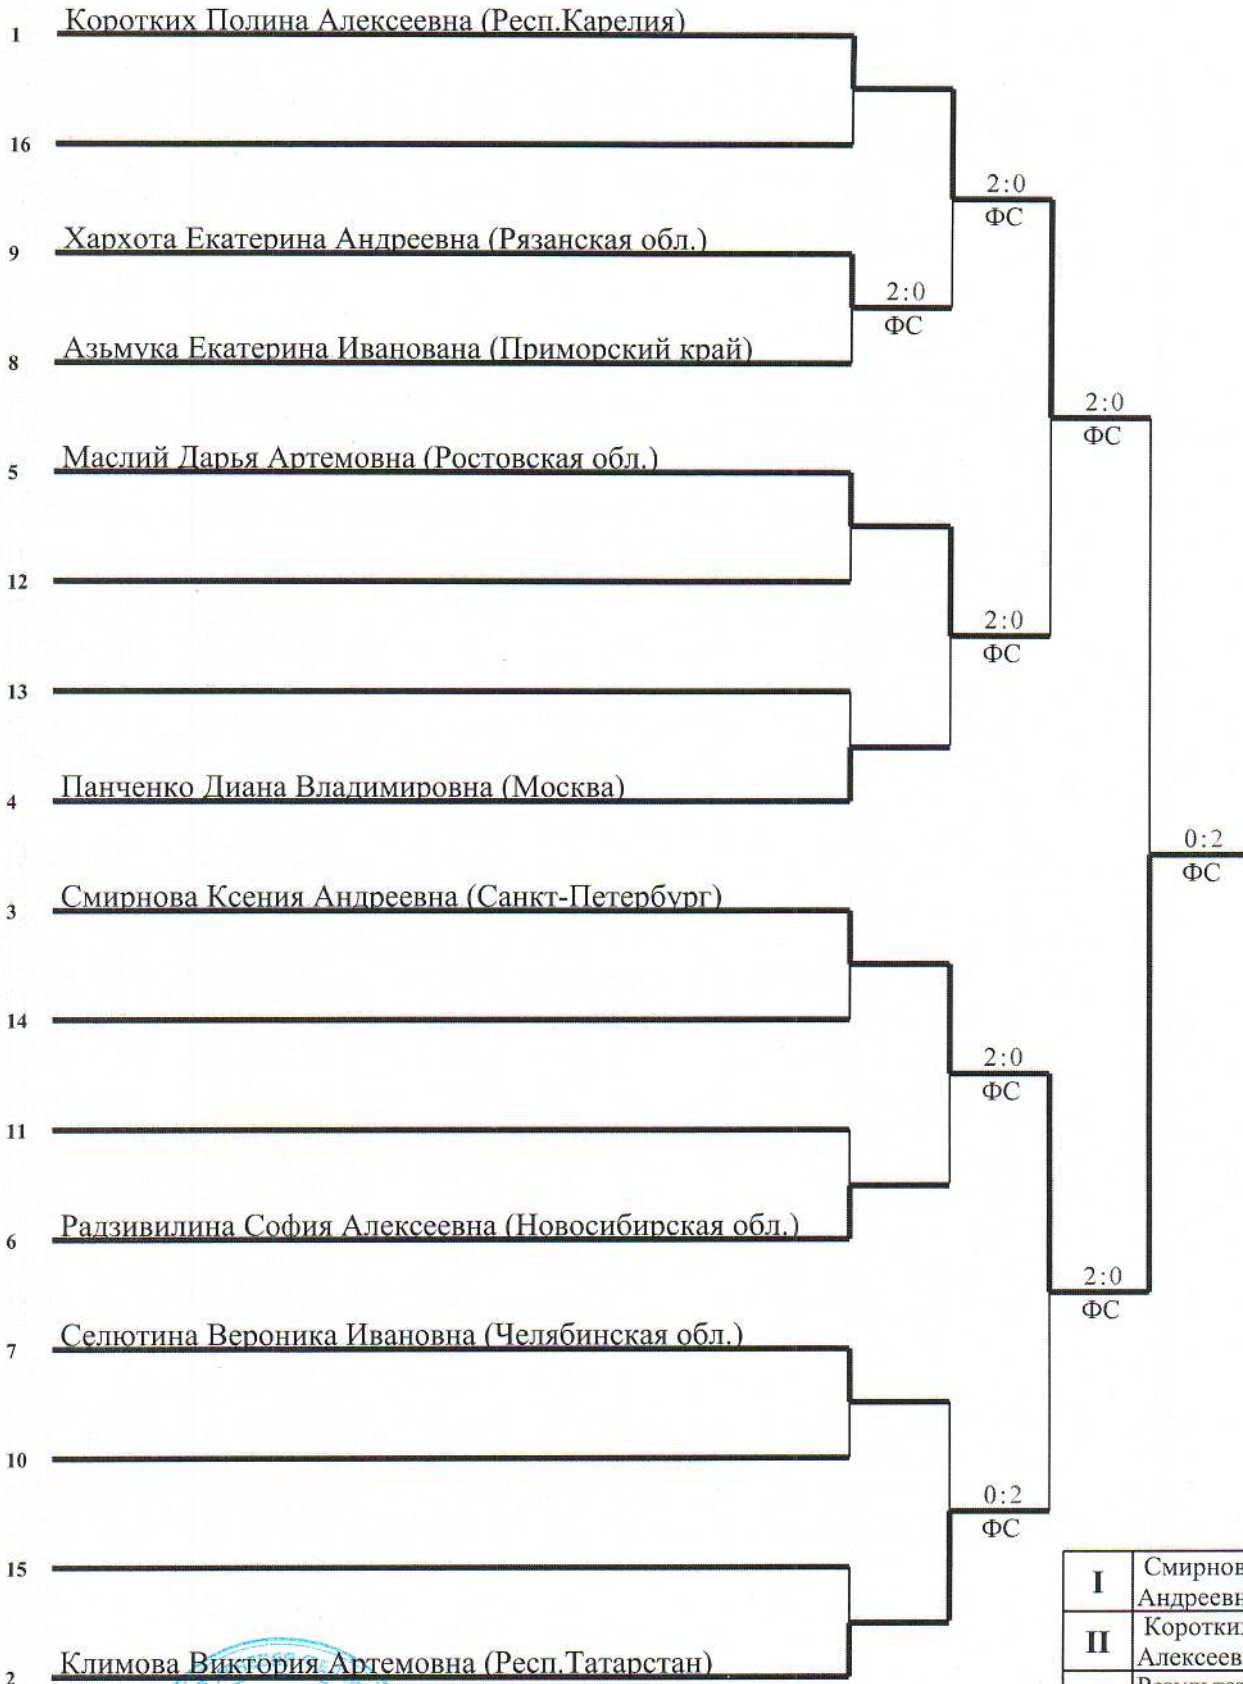 1 Коротких Полина Алексеевна (Респ.Карелия)
16
2:0
ФС
9 Хархота Екатерина Андреевна (Рязанская обл.)
2:0
ФС
8 Азьмука Екатерина Иванована (Приморский край)
2:0
ФС
5 Маслий Дарья Артемовна (Ростовская обл.)
12
2:0
ФС
13
4 Панченко Диана Владимировна (Москва)
0:2
ФС
3 Смирнова Ксения Андреевна (Санкт-Петербург)
14
2:0
ФС
11
6 Радзивилина София Алексеевна (Новосибирская обл.)
2:0
ФС
7 Селютина Вероника Ивановна (Челябинская обл.)
10
0:2
ФС
15
I Смирнов
Андреевн
II Коротких
Алексеев
2 Климова Виктория Артемовна (Респ.Татарстан)